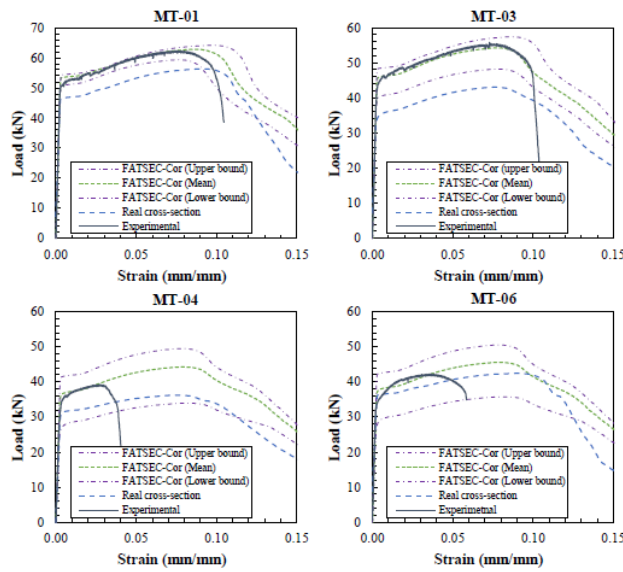 MT-01
Load (kN)
70
60
50
40
30
20
10
0
FATSEC-Cor (Upper bound)
FATSEC-Cor (Mean)
FATSEC-Cor (Lower bound)
Real cross-section
Experimental
0.00 0.05 0.10 0.15
Strain (mm/mm)
MT-03
Load (kN)
60
50
40
30
20
10
0
FATSEC-Cor (upper bound)
FATSEC-Cor (Mean)
FATSEC-Cor (Lower bound)
Real cross-section
Experimental
0.00 0.05 0.10 0.15
Strain (mm/mm)
MT-04
Load (kN)
60
50
40
30
20
10
0
FATSEC-Cor (Upper bound)
FATSEC-Cor (Mean)
FATSEC-Cor (Lower bound)
Real cross-section
Experimental
0.00 0.05 0.10 0.15
Strain (mm/mm)
MT-06
Load (kN)
60
50
40
30
20
10
0
FATSEC-Cor (Upper bound)
FATSEC-Cor (Mean)
FATSEC-Cor (Lower bound)
Real cross-section
Experimetnal
0.00 0.05 0.10 0.15
Strain (mm/mm)